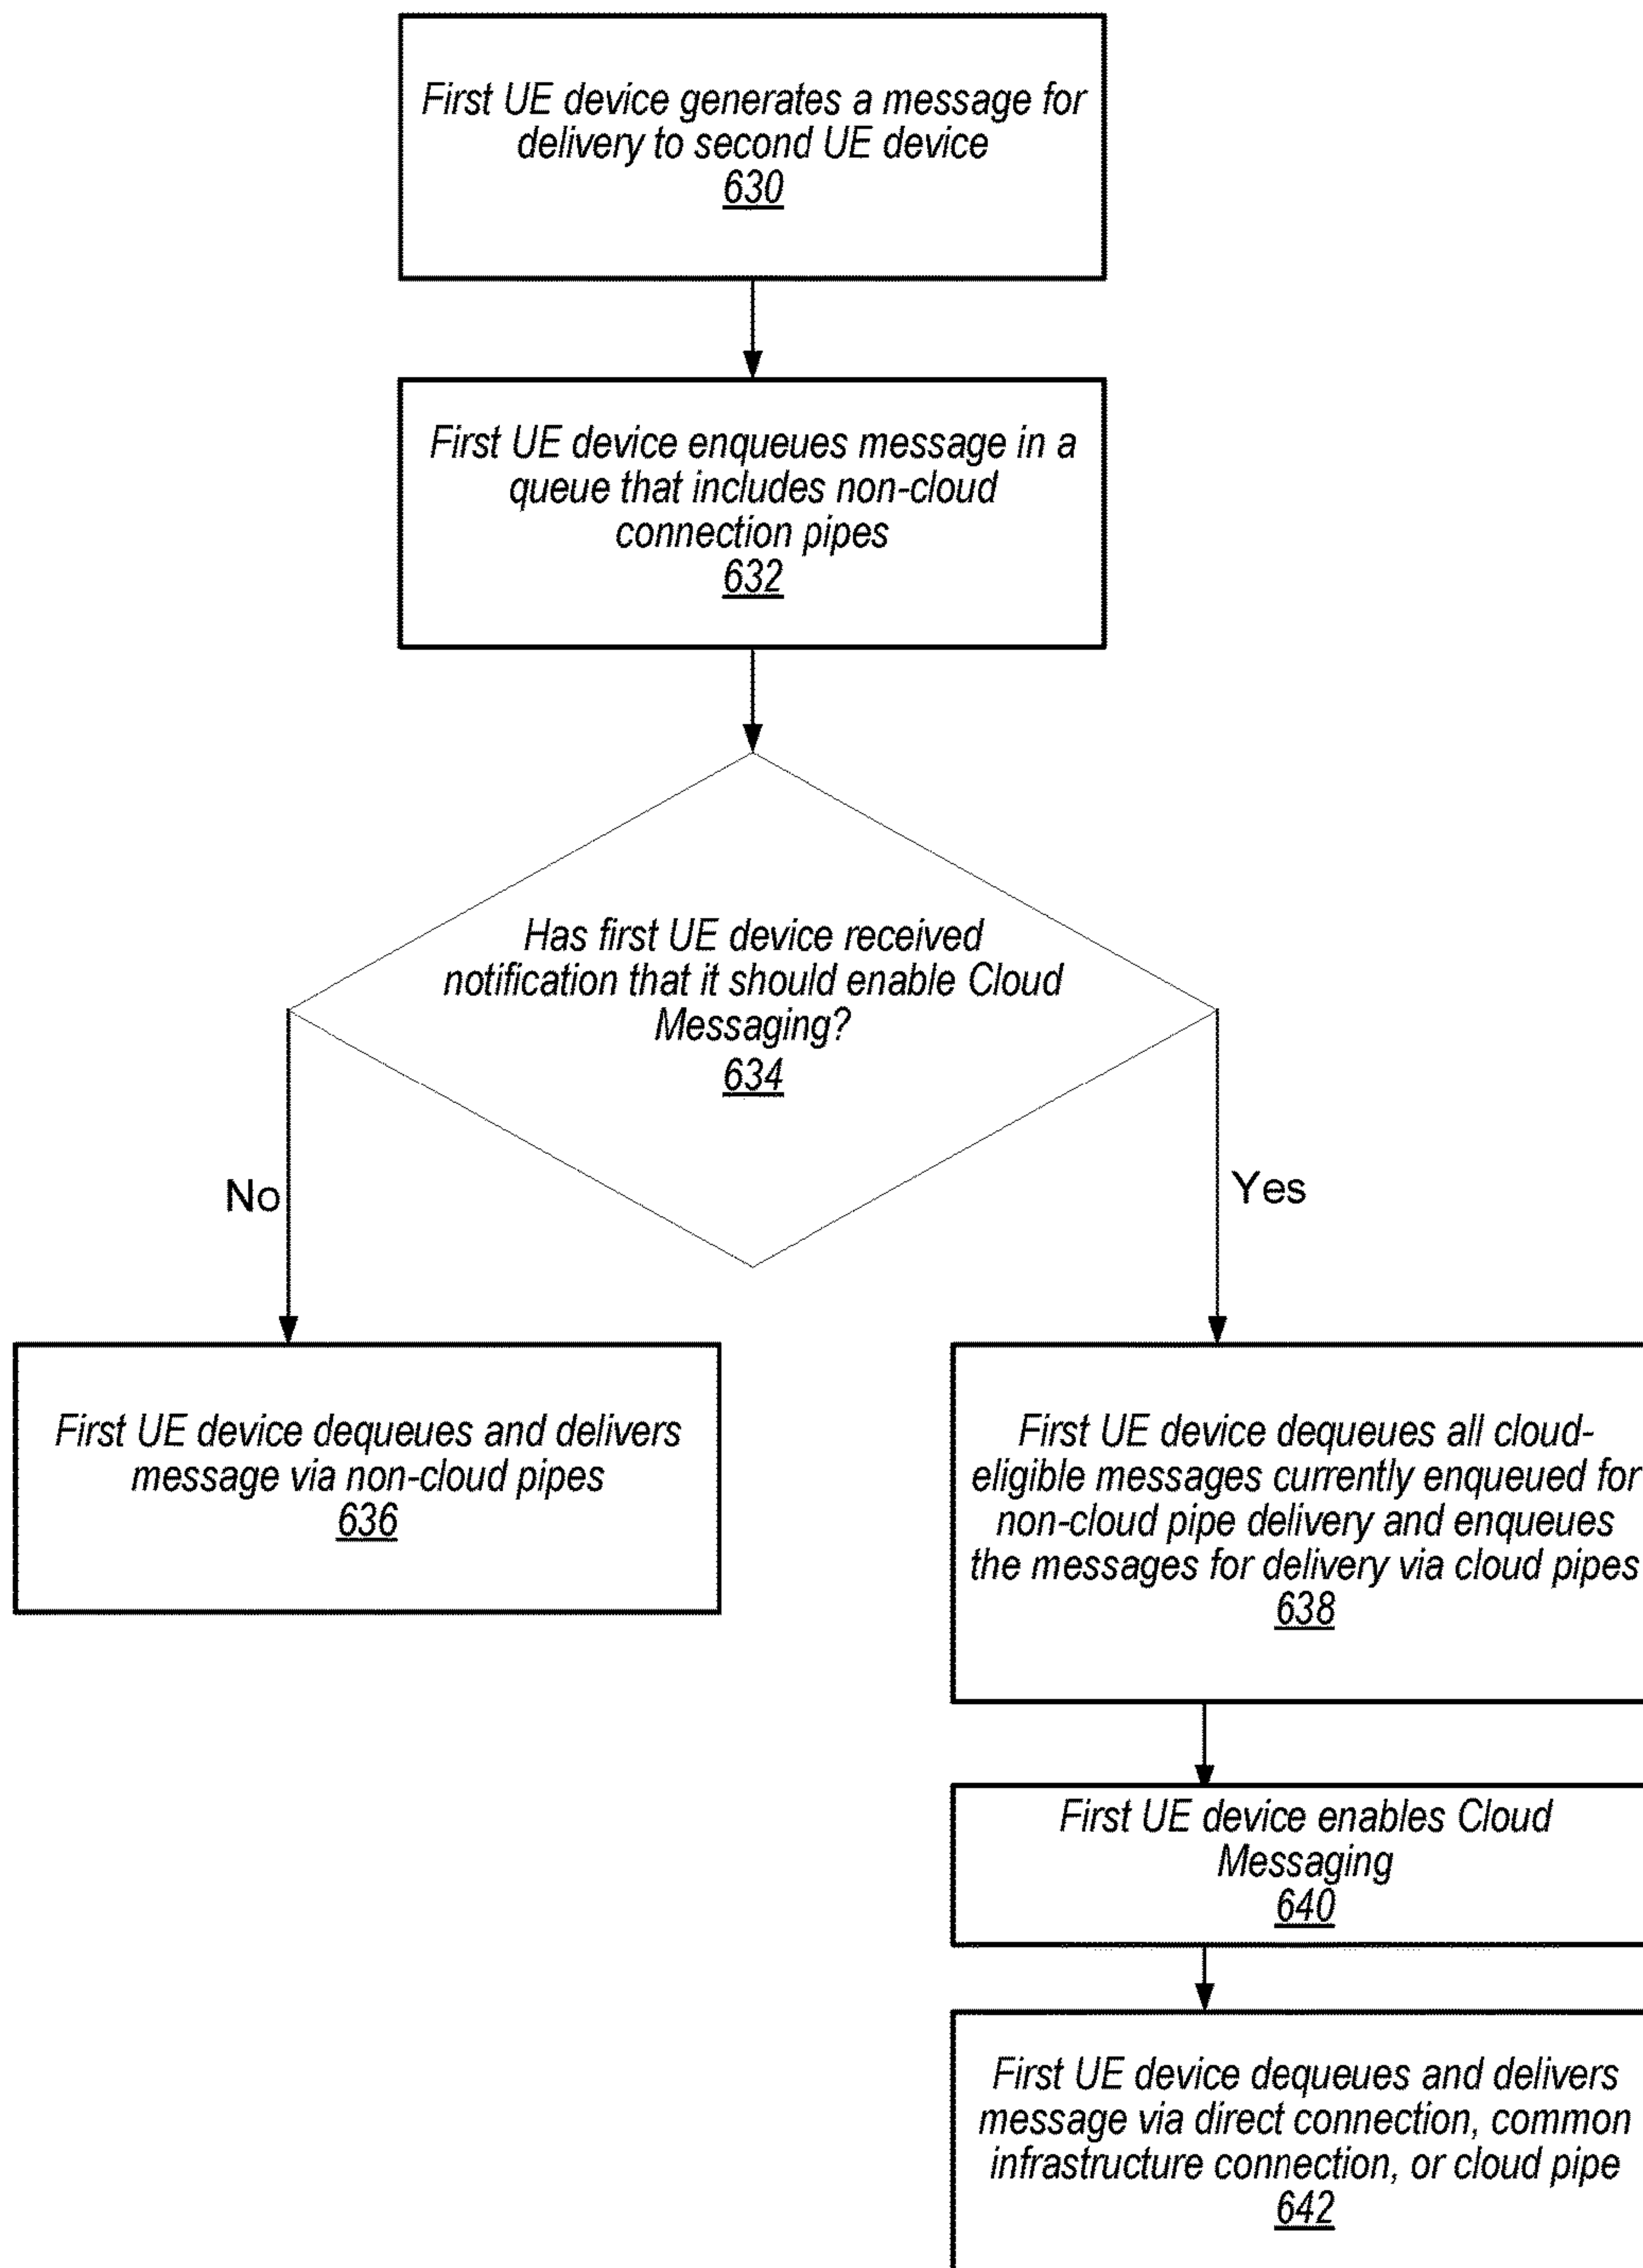 First UE device generates a message for
delivery to second UE device
630
First UE device enqueues message in a
queue that includes non-cloud
connection pipes
632
Has first UE device received
notification that it should enable Cloud
Messaging?
634
No
Yes
First UE device dequeues and delivers
message via non-cloud pipes
636
First UE device dequeues all cloud-
eligible messages currently enqueued for
non-cloud pipe delivery and enqueues
the messages for delivery via cloud pipes
638
First UE device enables Cloud
Messaging
640
First UE device dequeues and delivers
message via direct connection, common
infrastructure connection, or cloud pipe
642